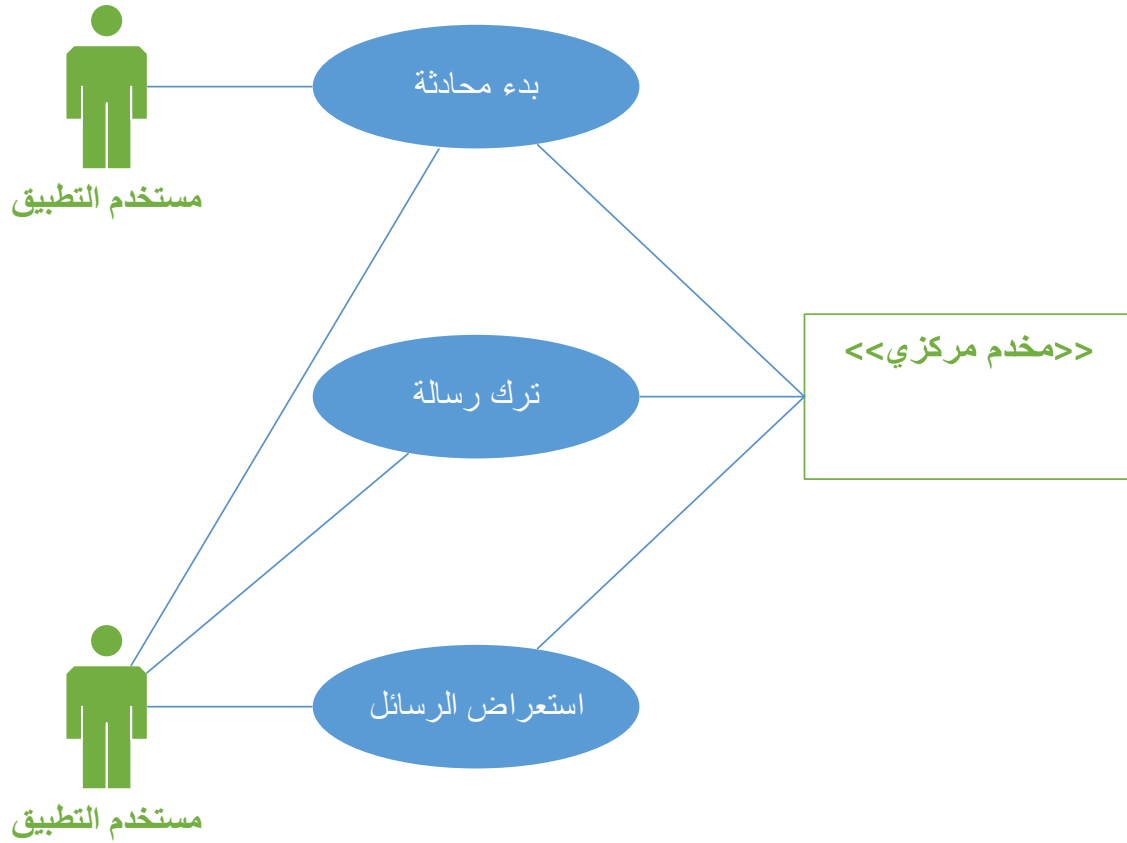 بدء محادثة
مستخدم التطبيق
<<مخدم مركزي>>
ترك رسالة
استعراض الرسائل
مستخدم التطبيق